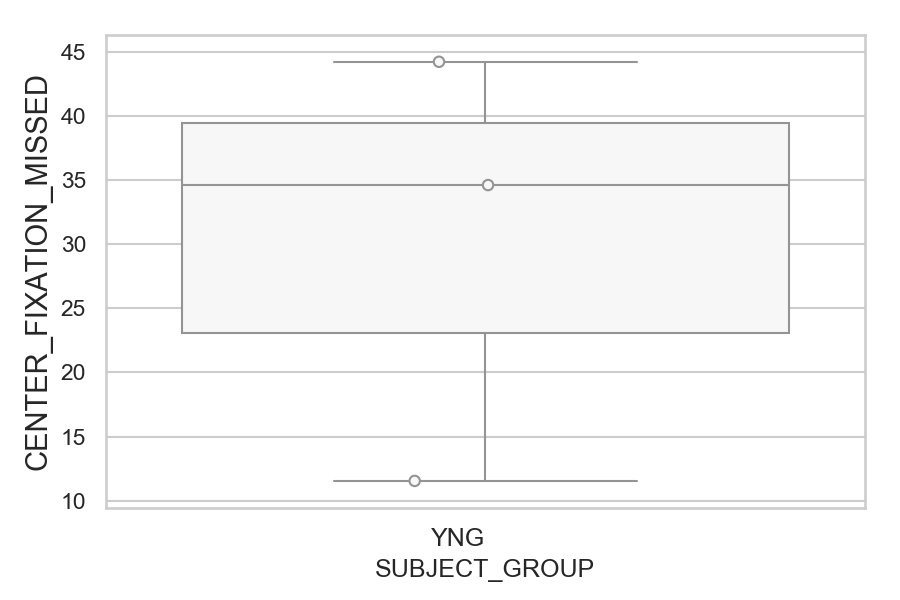 CENTER_FIXATION_MISSED
45
40
35
30
25
20
15
10
YNG
SUBJECT_GROUP